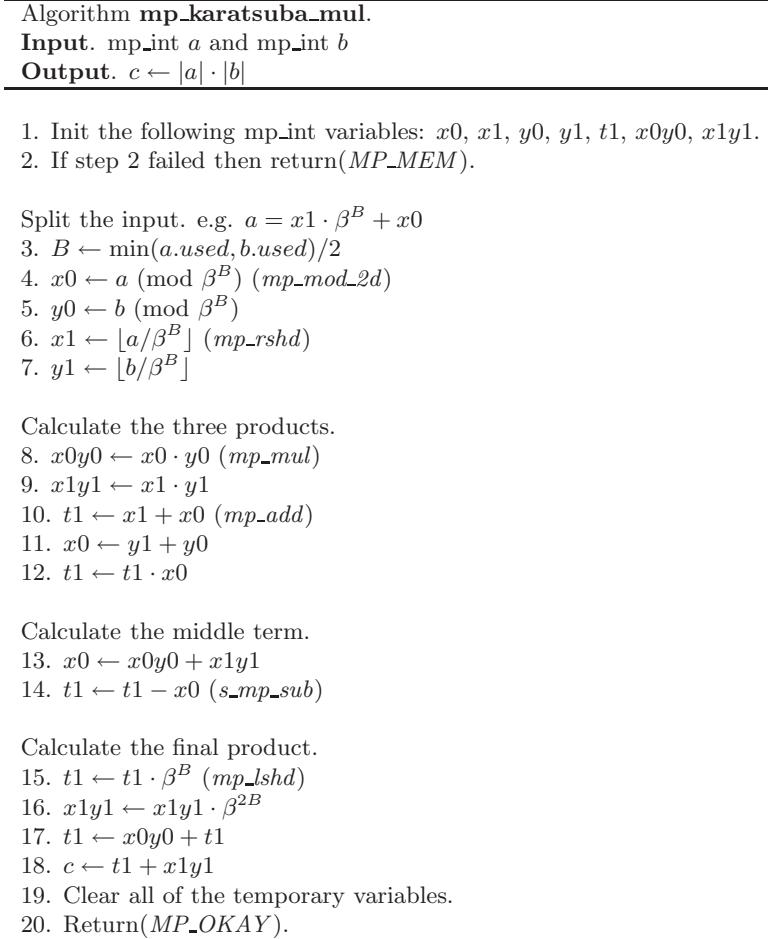 Algorithm mp_karatsuba_mul.
Input. mp_int a and mp_int b
Output. c ← |a| · |b|
1. Init the following mp_int variables: x0, x1, y0, y1, t1, x0y0, x1y1.
2. If step 2 failed then return(MP_MEM).
Split the input. e.g. a = x1 · β^B + x0
3. B ← min(a.used, b.used)/2
4. x0 ← a (mod β^B) (mp_mod_2d)
5. y0 ← b (mod β^B)
6. x1 ← ⌊a/β^B⌋ (mp_rshd)
7. y1 ← ⌊b/β^B⌋
Calculate the three products.
8. x0y0 ← x0 · y0 (mp_mul)
9. x1y1 ← x1 · y1
10. t1 ← x1 + x0 (mp_add)
11. x0 ← y1 + y0
12. t1 ← t1 · x0
Calculate the middle term.
13. x0 ← x0y0 + x1y1
14. t1 ← t1 − x0 (s_mp_sub)
Calculate the final product.
15. t1 ← t1 · β^B (mp_lshd)
16. x1y1 ← x1y1 · β^2B
17. t1 ← x0y0 + t1
18. c ← t1 + x1y1
19. Clear all of the temporary variables.
20. Return(MP_OKAY).